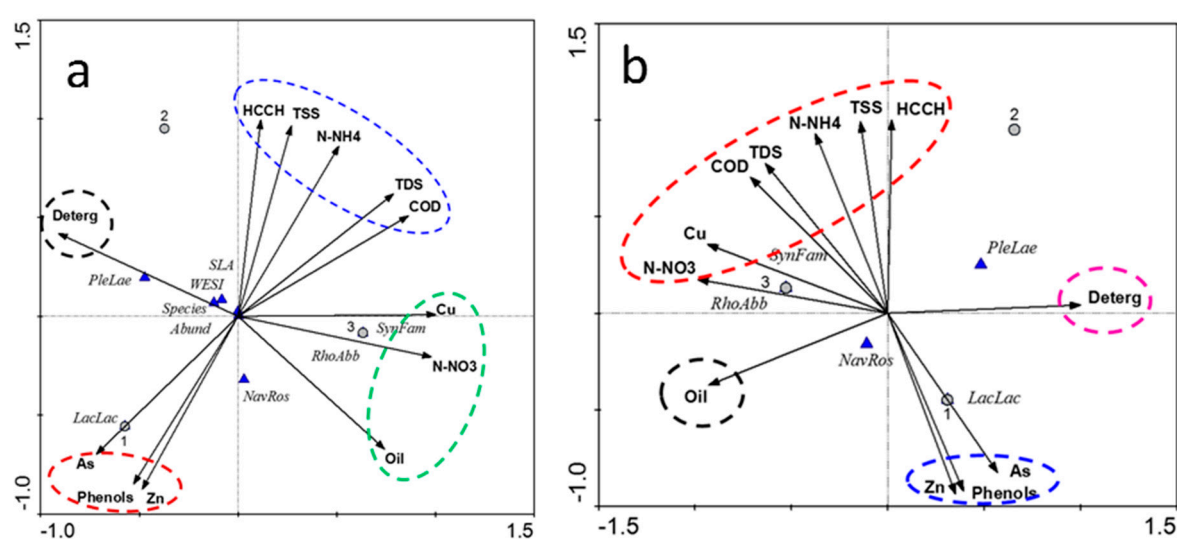 a
1.5
2
HCCH
TSS
N-NH4
TDS
COD
Deterg
PleLae
SLA
WESI
Species
Abund
Cu
3
SynFam
RhoAbb
N-NO3
NavRos
LacLac
1
As
Oil
Phenols
Zn
-1.0
-1.0
1.5
b
1.5
2
TSS
HCCH
N-NH4
TDS
COD
Cu
SynFam
PleLae
N-NO3
3
RhoAbb
Deterg
NavRos
Oil
LacLac
1
As
Zn
Phenols
-1.0
-1.5
1.5